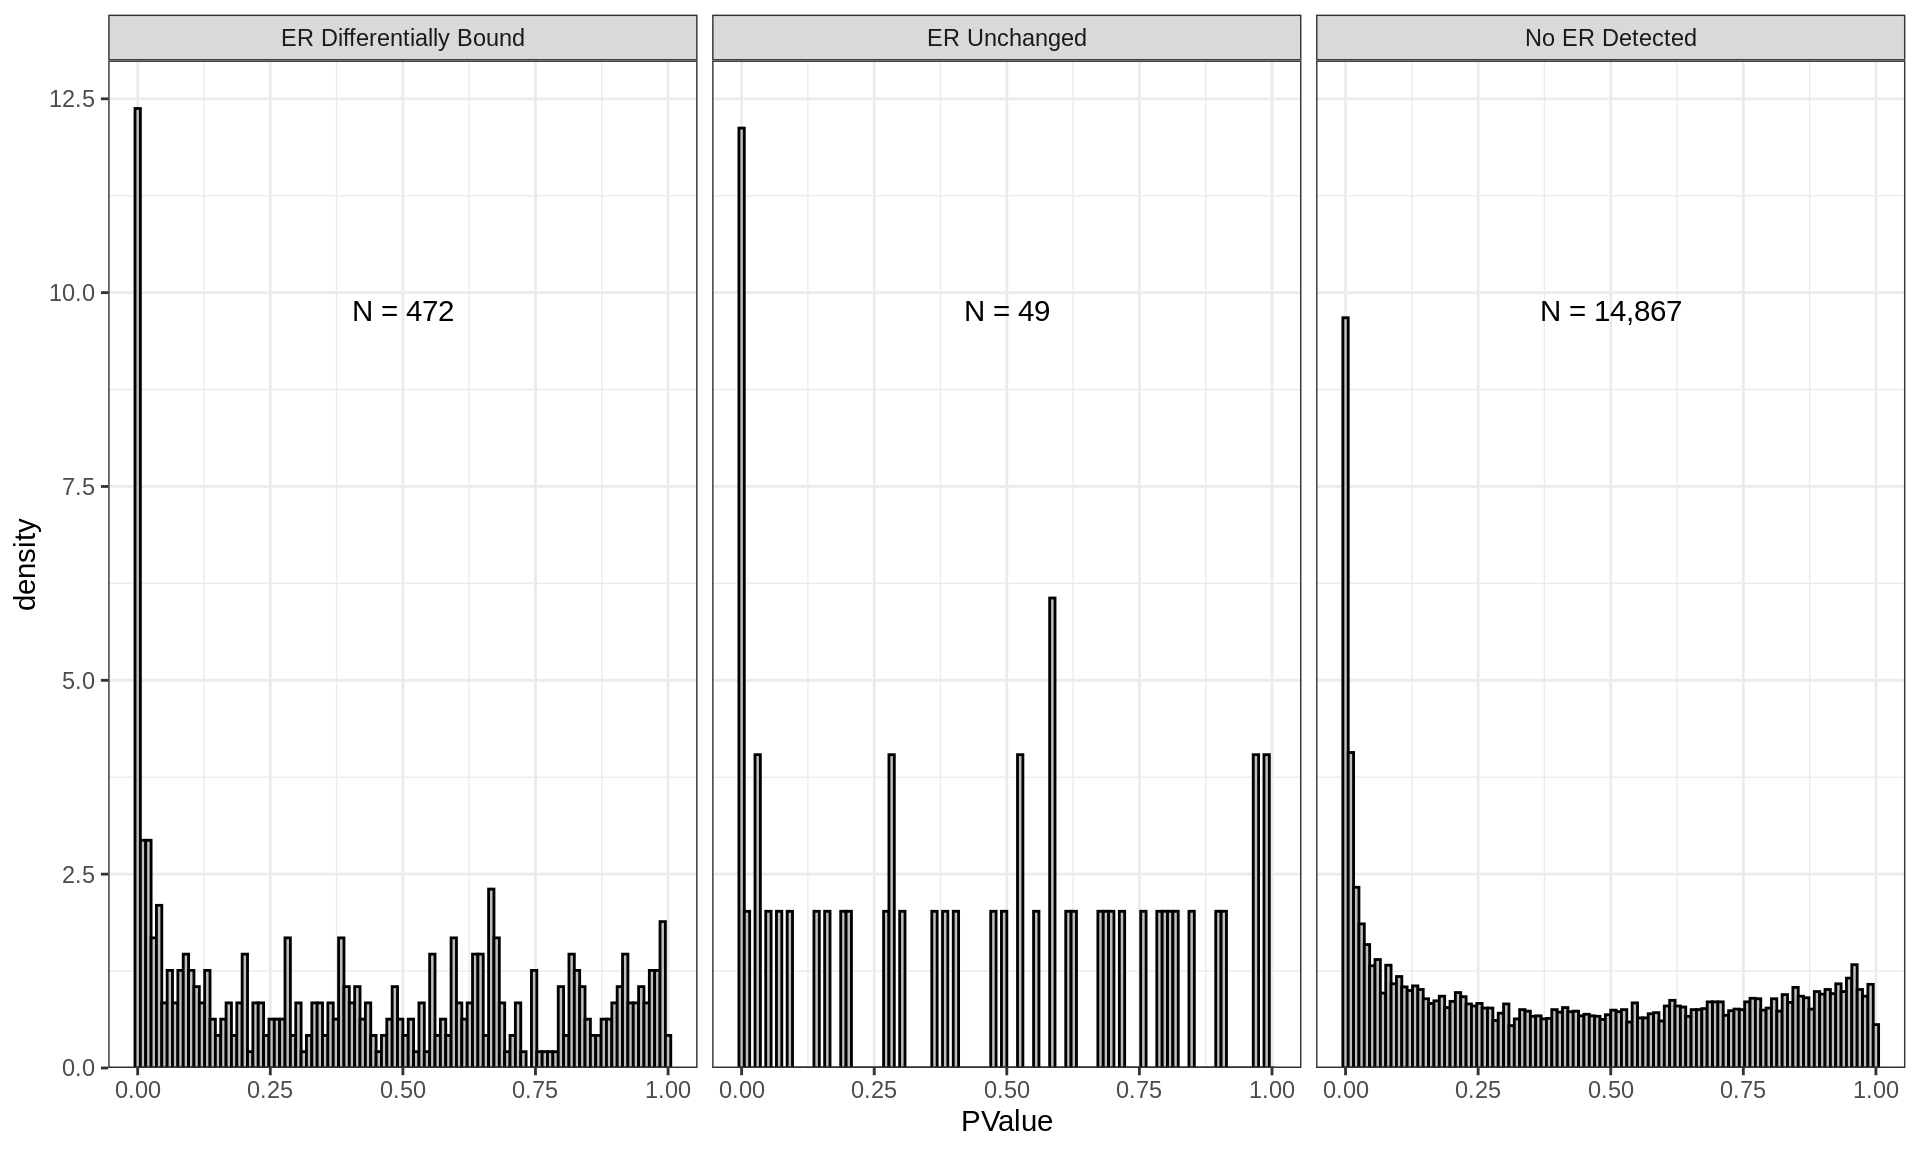 ER Differentially Bound
ER Unchanged
No ER Detected
12.5
10.0
7.5
5.0
2.5
0.0
density
N = 472
N = 49
N = 14,867
0.00 0.25 0.50 0.75 1.00
0.00 0.25 0.50 0.75 1.00
0.00 0.25 0.50 0.75 1.00
PValue